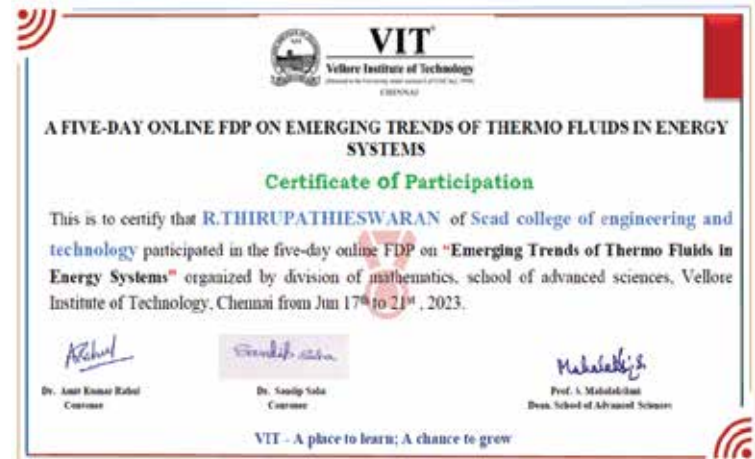 VIT
Vellore Institute of Technology
CHENNAI
A FIVE-DAY ONLINE FDP ON EMERGING TRENDS OF THERMO FLUIDS IN ENERGY
SYSTEMS
Certificate of Participation
This is to certify that R.THIRUPATHIESWARAN of Scad college of engineering and
technology participated in the five-day online FDP on "Emerging Trends of Thermo Fluids in
Energy Systems" organized by division of mathematics, school of advanced sciences, Vellore
Institute of Technology, Chennai from Jun 17th to 21st , 2023.
Sandip Saha
Dr. Amit Kumar Rahul
Convenor
Dr. Sandip Saha
Convenor
Prof. S. Mahalakshmi
Dean, School of Advanced Sciences
VIT - A place to learn; A chance to grow